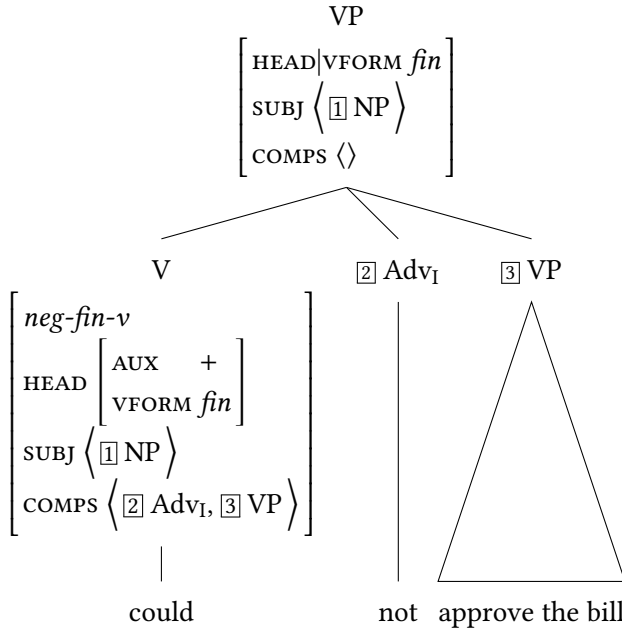 VP
HEAD|VFORM fin
SUBJ ⟨ 1 NP ⟩
COMPS ⟨⟩
V 2 Adv_I 3 VP
neg-fin-v
HEAD [ AUX +
VFORM fin ]
SUBJ ⟨ 1 NP ⟩
COMPS ⟨ 2 Adv_I, 3 VP ⟩
could not approve the bill